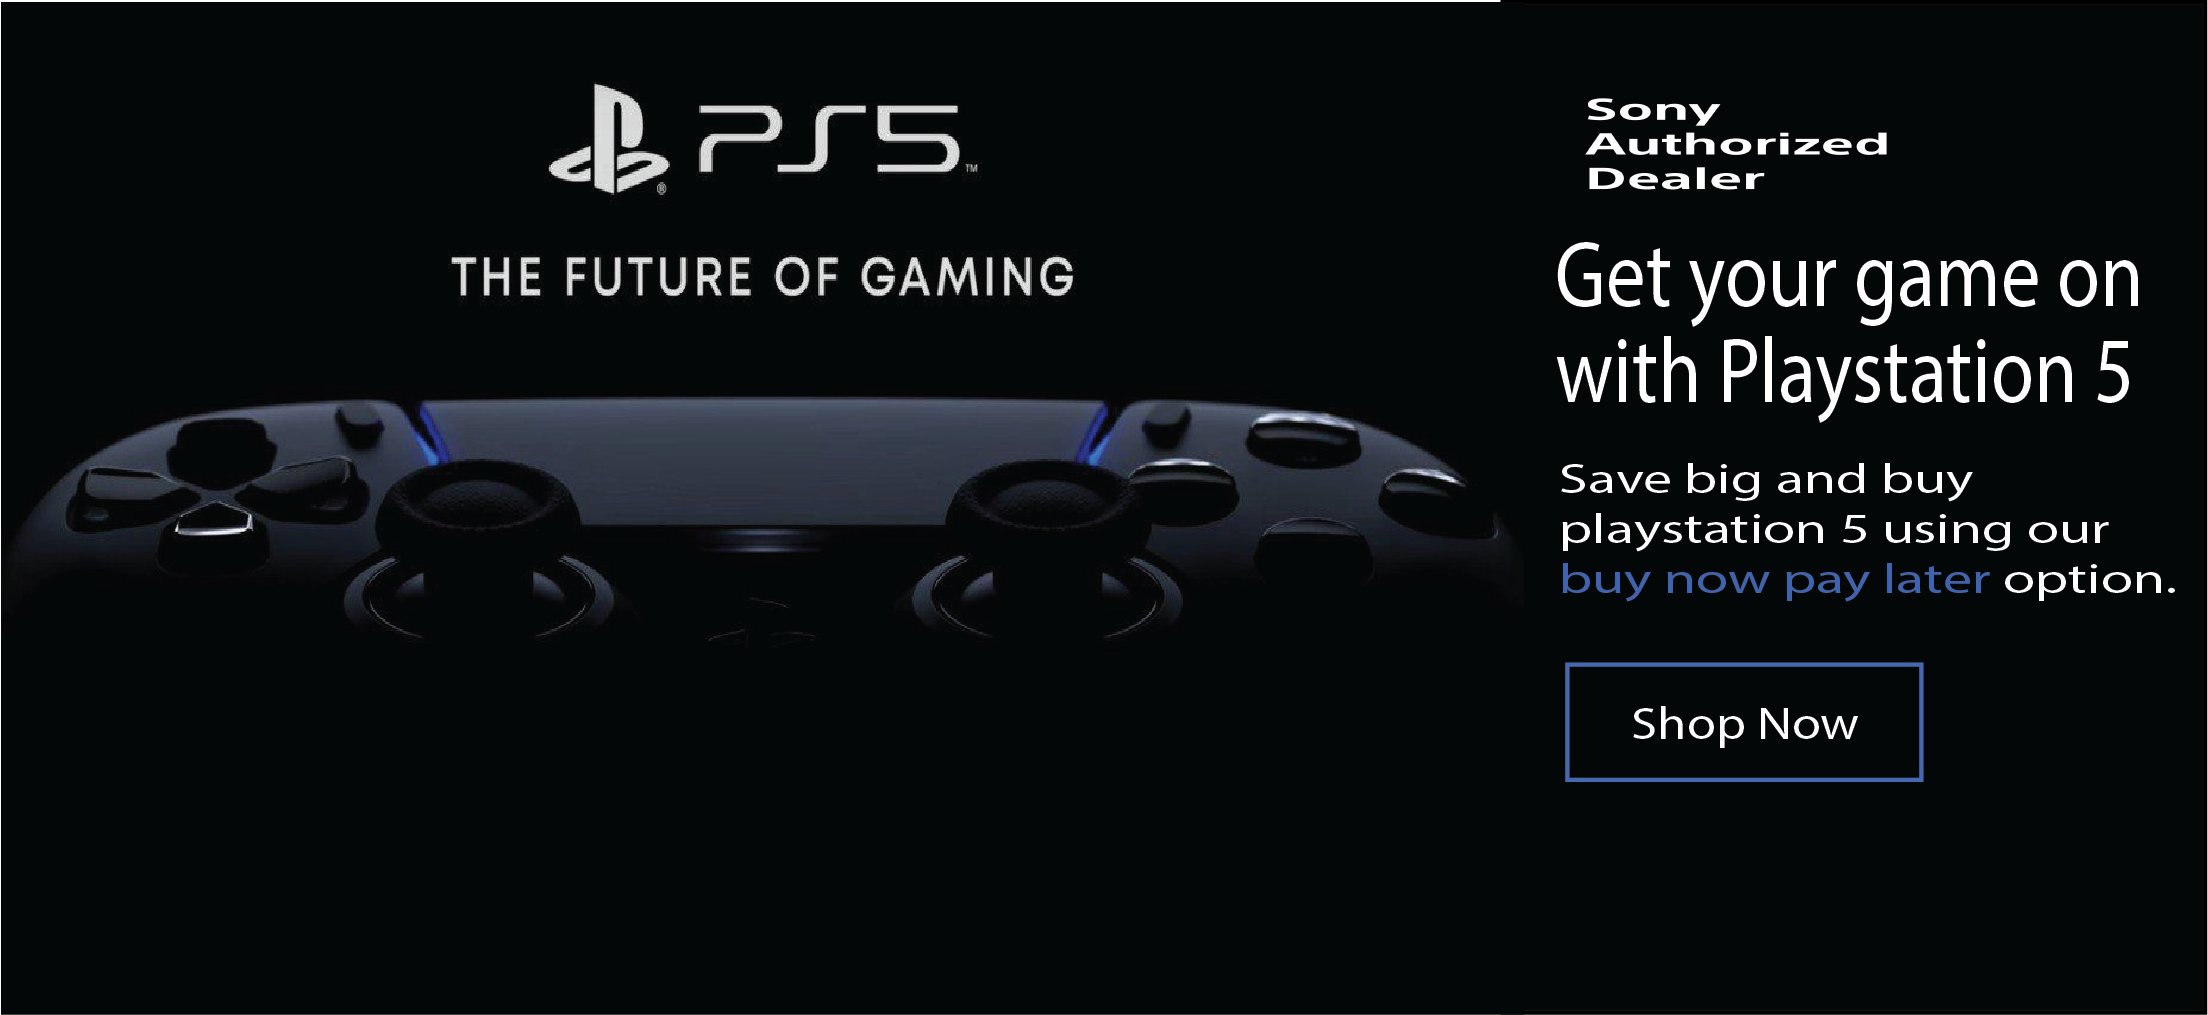 PS5
THE FUTURE OF GAMING
Sony
Authorized
Dealer
Get your game on
with Playstation 5
Save big and buy
playstation 5 using our
buy now pay later option.
Shop Now